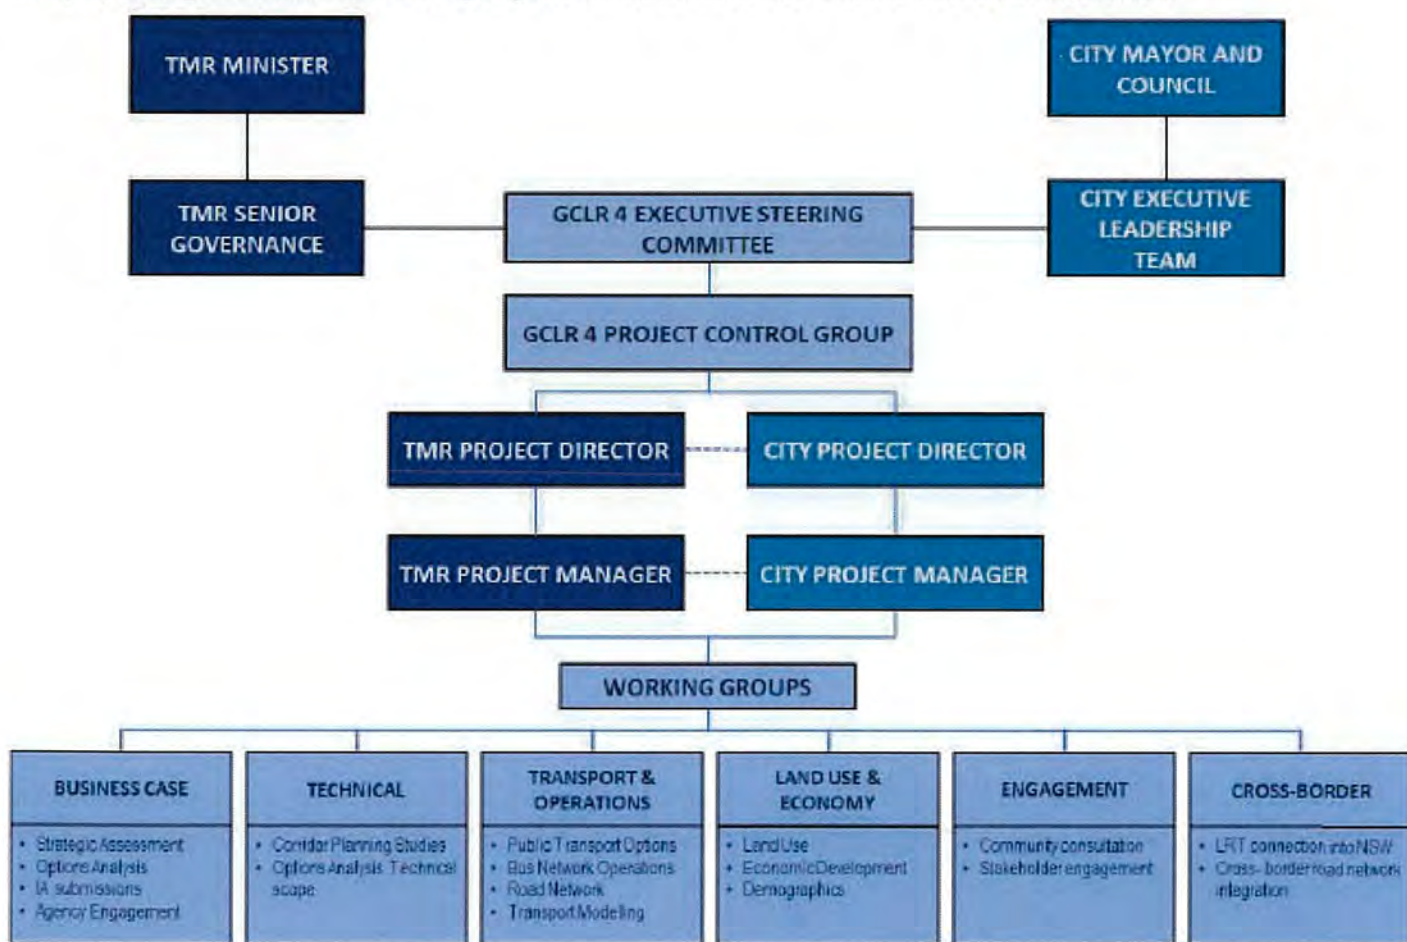 TMR MINISTER
CITY MAYOR AND
COUNCIL
TMR SENIOR
GOVERNANCE
GCLR 4 EXECUTIVE STEERING
COMMITTEE
CITY EXECUTIVE
LEADERSHIP
TEAM
GCLR 4 PROJECT CONTROL GROUP
TMR PROJECT DIRECTOR
CITY PROJECT DIRECTOR
TMR PROJECT MANAGER
CITY PROJECT MANAGER
WORKING GROUPS
BUSINESS CASE
• Strategic Assessment
• Options Analysis
• IA submissions
• Agency Engagement
TECHNICAL
• Corridor Planning Studies
• Options Analysis Technical
scope
TRANSPORT &
OPERATIONS
• Public Transport Options
• Bus Network Operations
• Road Network
• Transport Modelling
LAND USE &
ECONOMY
• Land Use
• Economic Development
• Demographics
ENGAGEMENT
• Community consultation
• Stakeholder engagement
CROSS-BORDER
• LRT connection into NSW
• Cross- border road network
integration